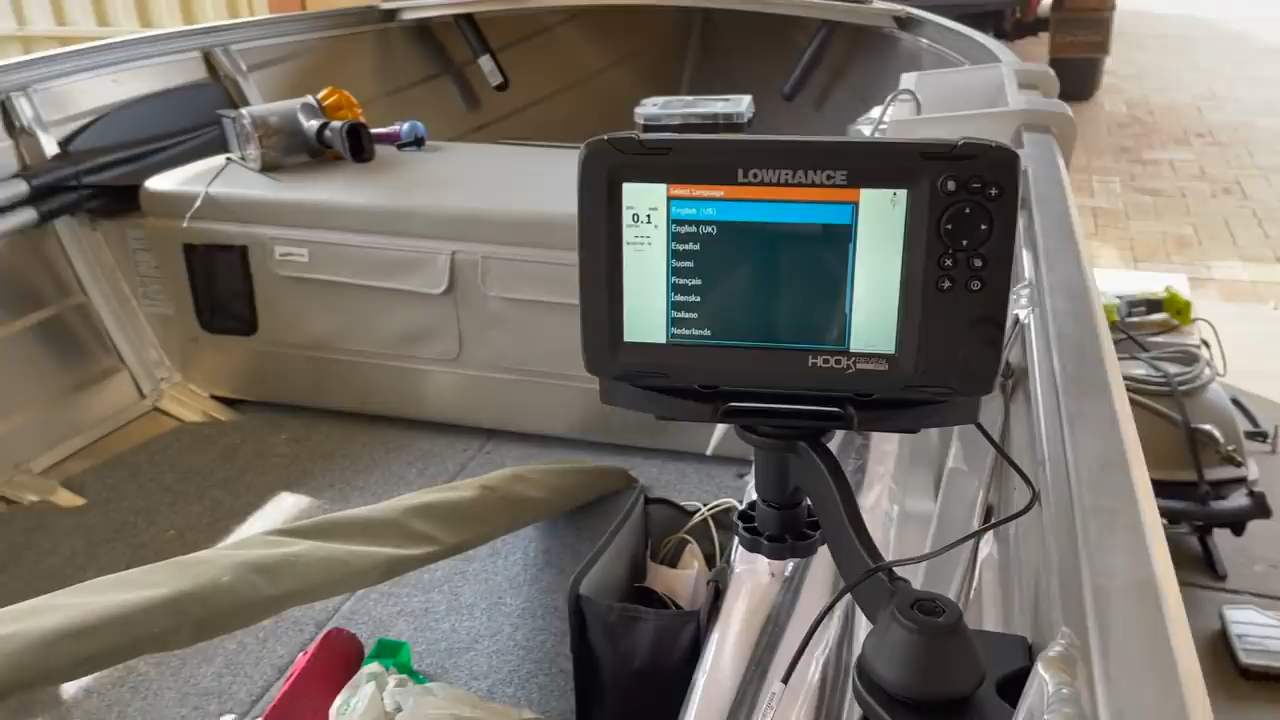 LOWRANCE
Select Language
0.1
English (US)
English (UK)
Español
Suomi
Français
Íslenska
Italiano
Nederlands
HOOK REVEAL